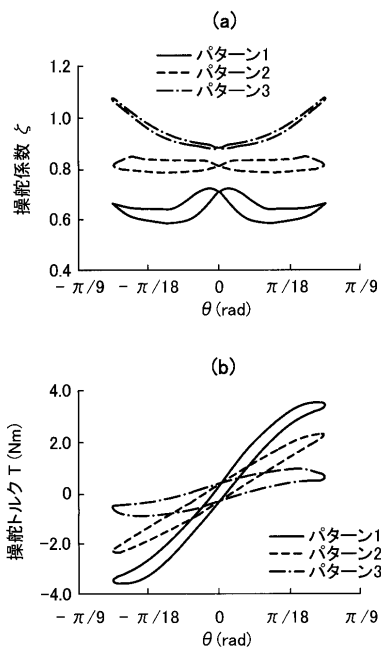 (a)
パターン1
パターン2
パターン3
1.2
1.0
0.8
0.6
0.4
操舵係数 ζ
-π/9 -π/18 0 π/18 π/9
θ(rad)
(b)
4.0
2.0
0
-2.0
-4.0
操舵トルク T (Nm)
パターン1
パターン2
パターン3
-π/9 -π/18 0 π/18 π/9
θ(rad)